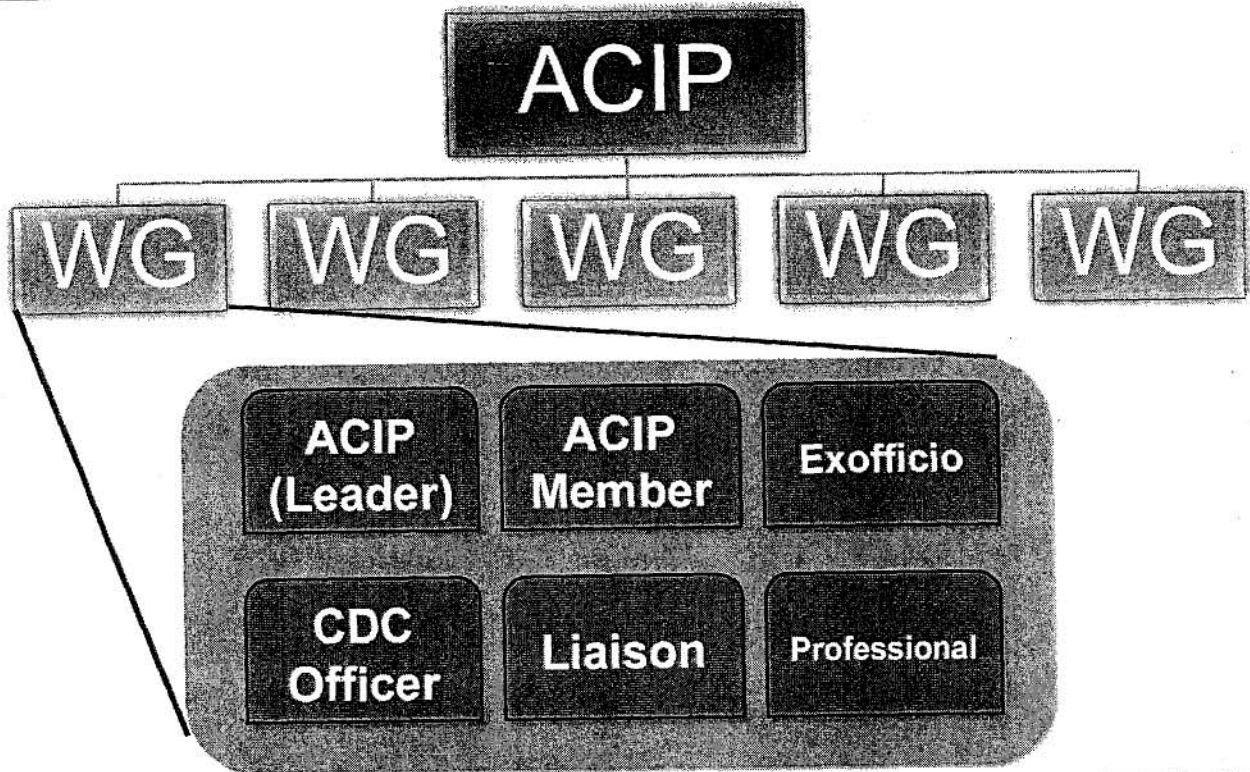 ACIP
WG WG WG WG WG
ACIP
(Leader)
ACIP
Member
Exofficio
CDC
Officer
Liaison
Professional